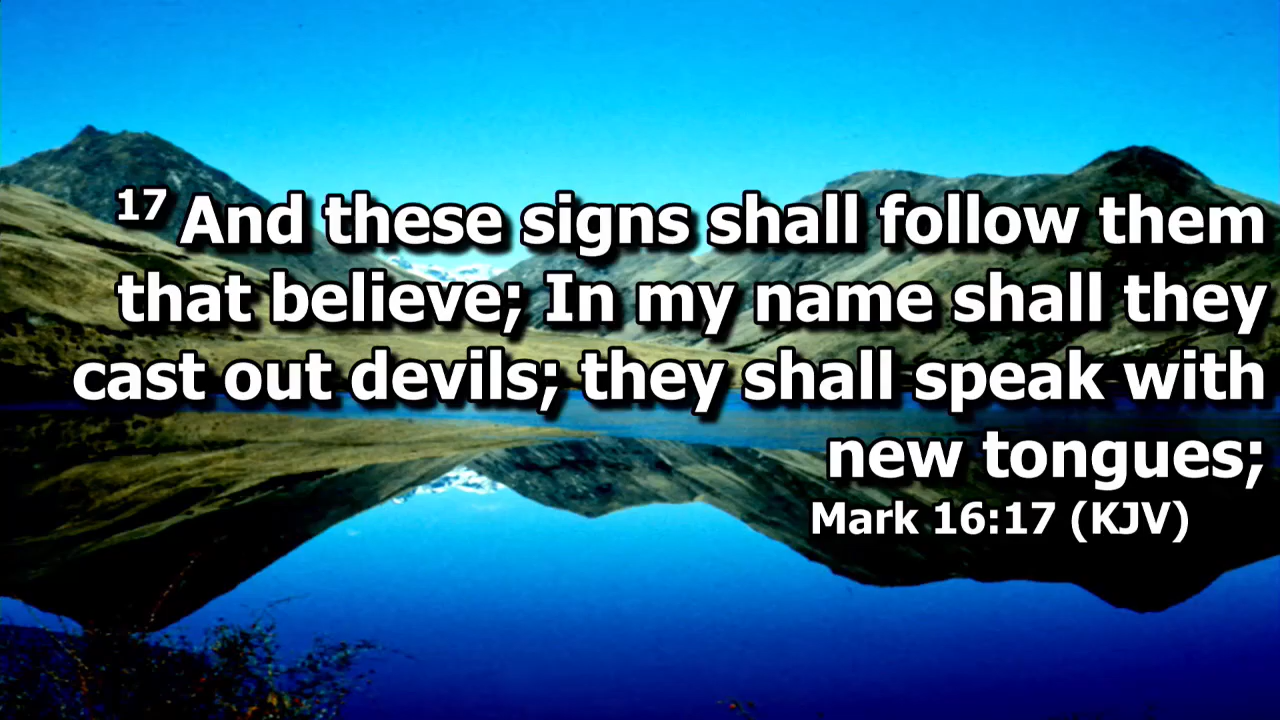 17 And these signs shall follow them
that believe; In my name shall they
cast out devils; they shall speak with
new tongues;
Mark 16:17 (KJV)